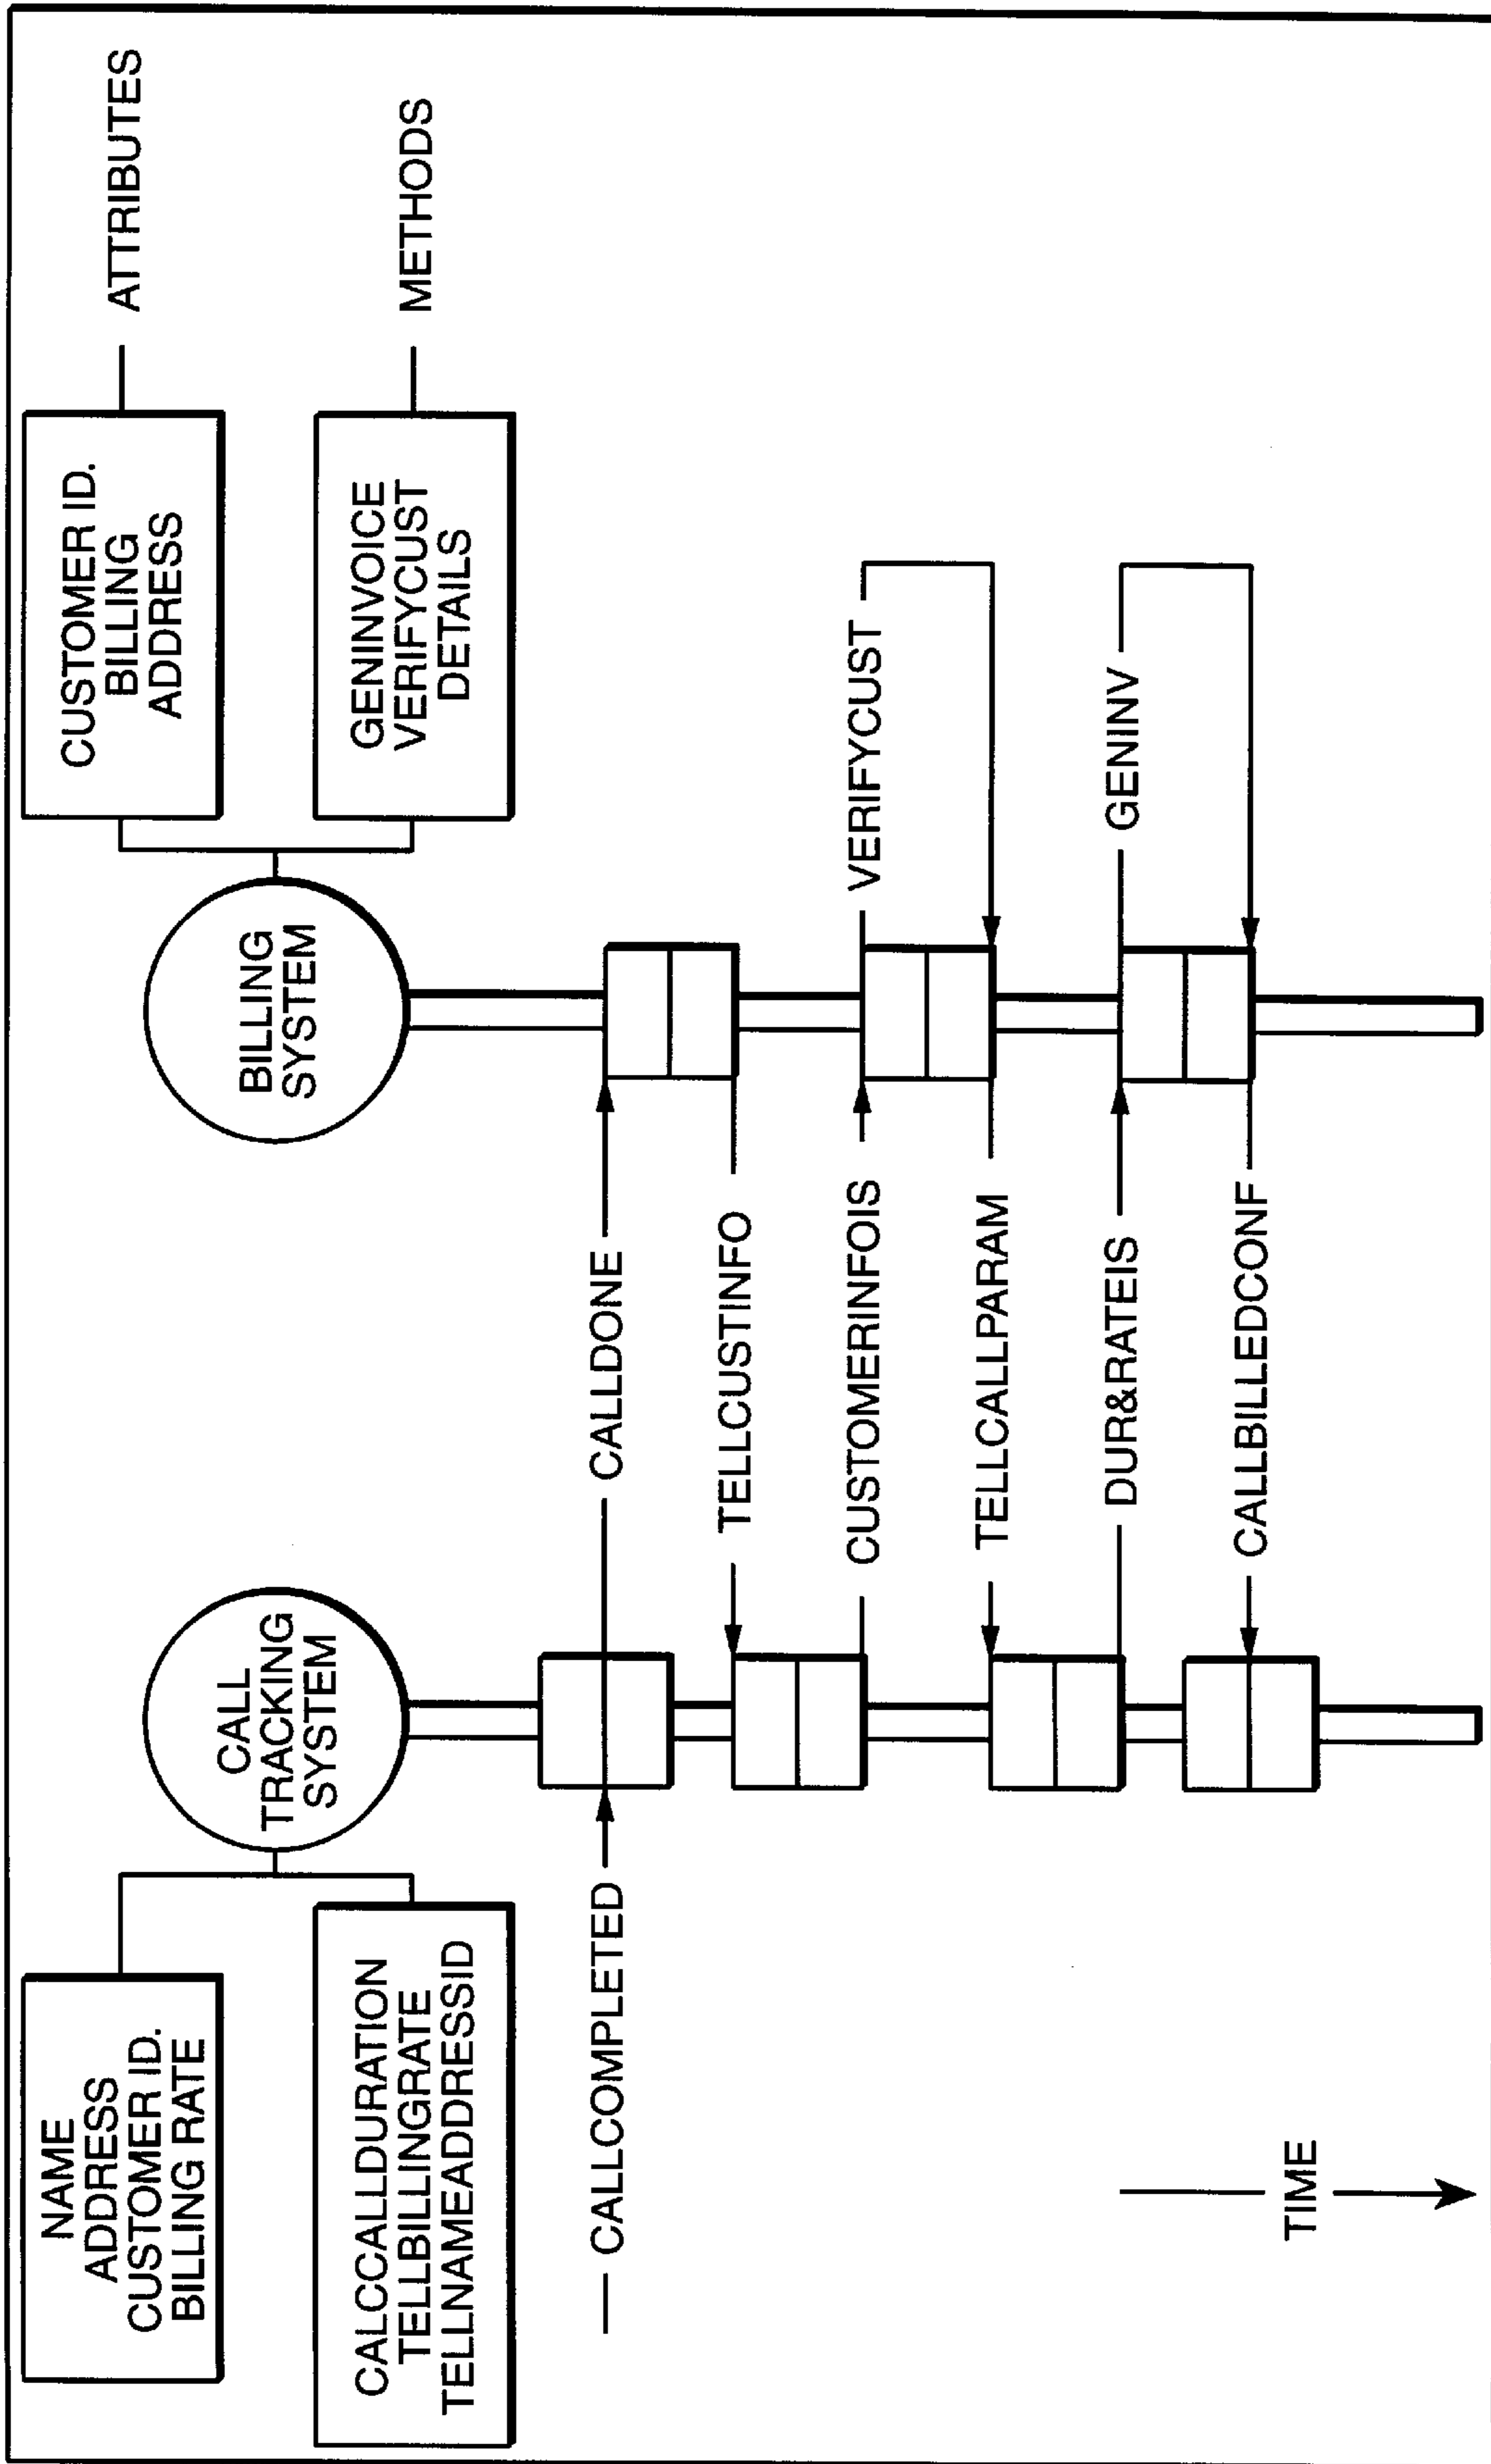 NAME
ADDRESS
CUSTOMER ID.
BILLING RATE
CALCCALLDURATION
TELLBILLINGRATE
TELLNAMEADDRESSID
CALL
TRACKING
SYSTEM
BILLING
SYSTEM
CUSTOMER ID.
BILLING
ADDRESS
ATTRIBUTES
GENINVOICE
VERIFYCUST
DETAILS
METHODS
CALLCOMPLETED
CALLDONE
TELLCUSTINFO
CUSTOMERINFOIS
VERIFYCUST
TELLCALLPARAM
DUR&RATEIS
GENINV
CALLBILLEDCONF
TIME